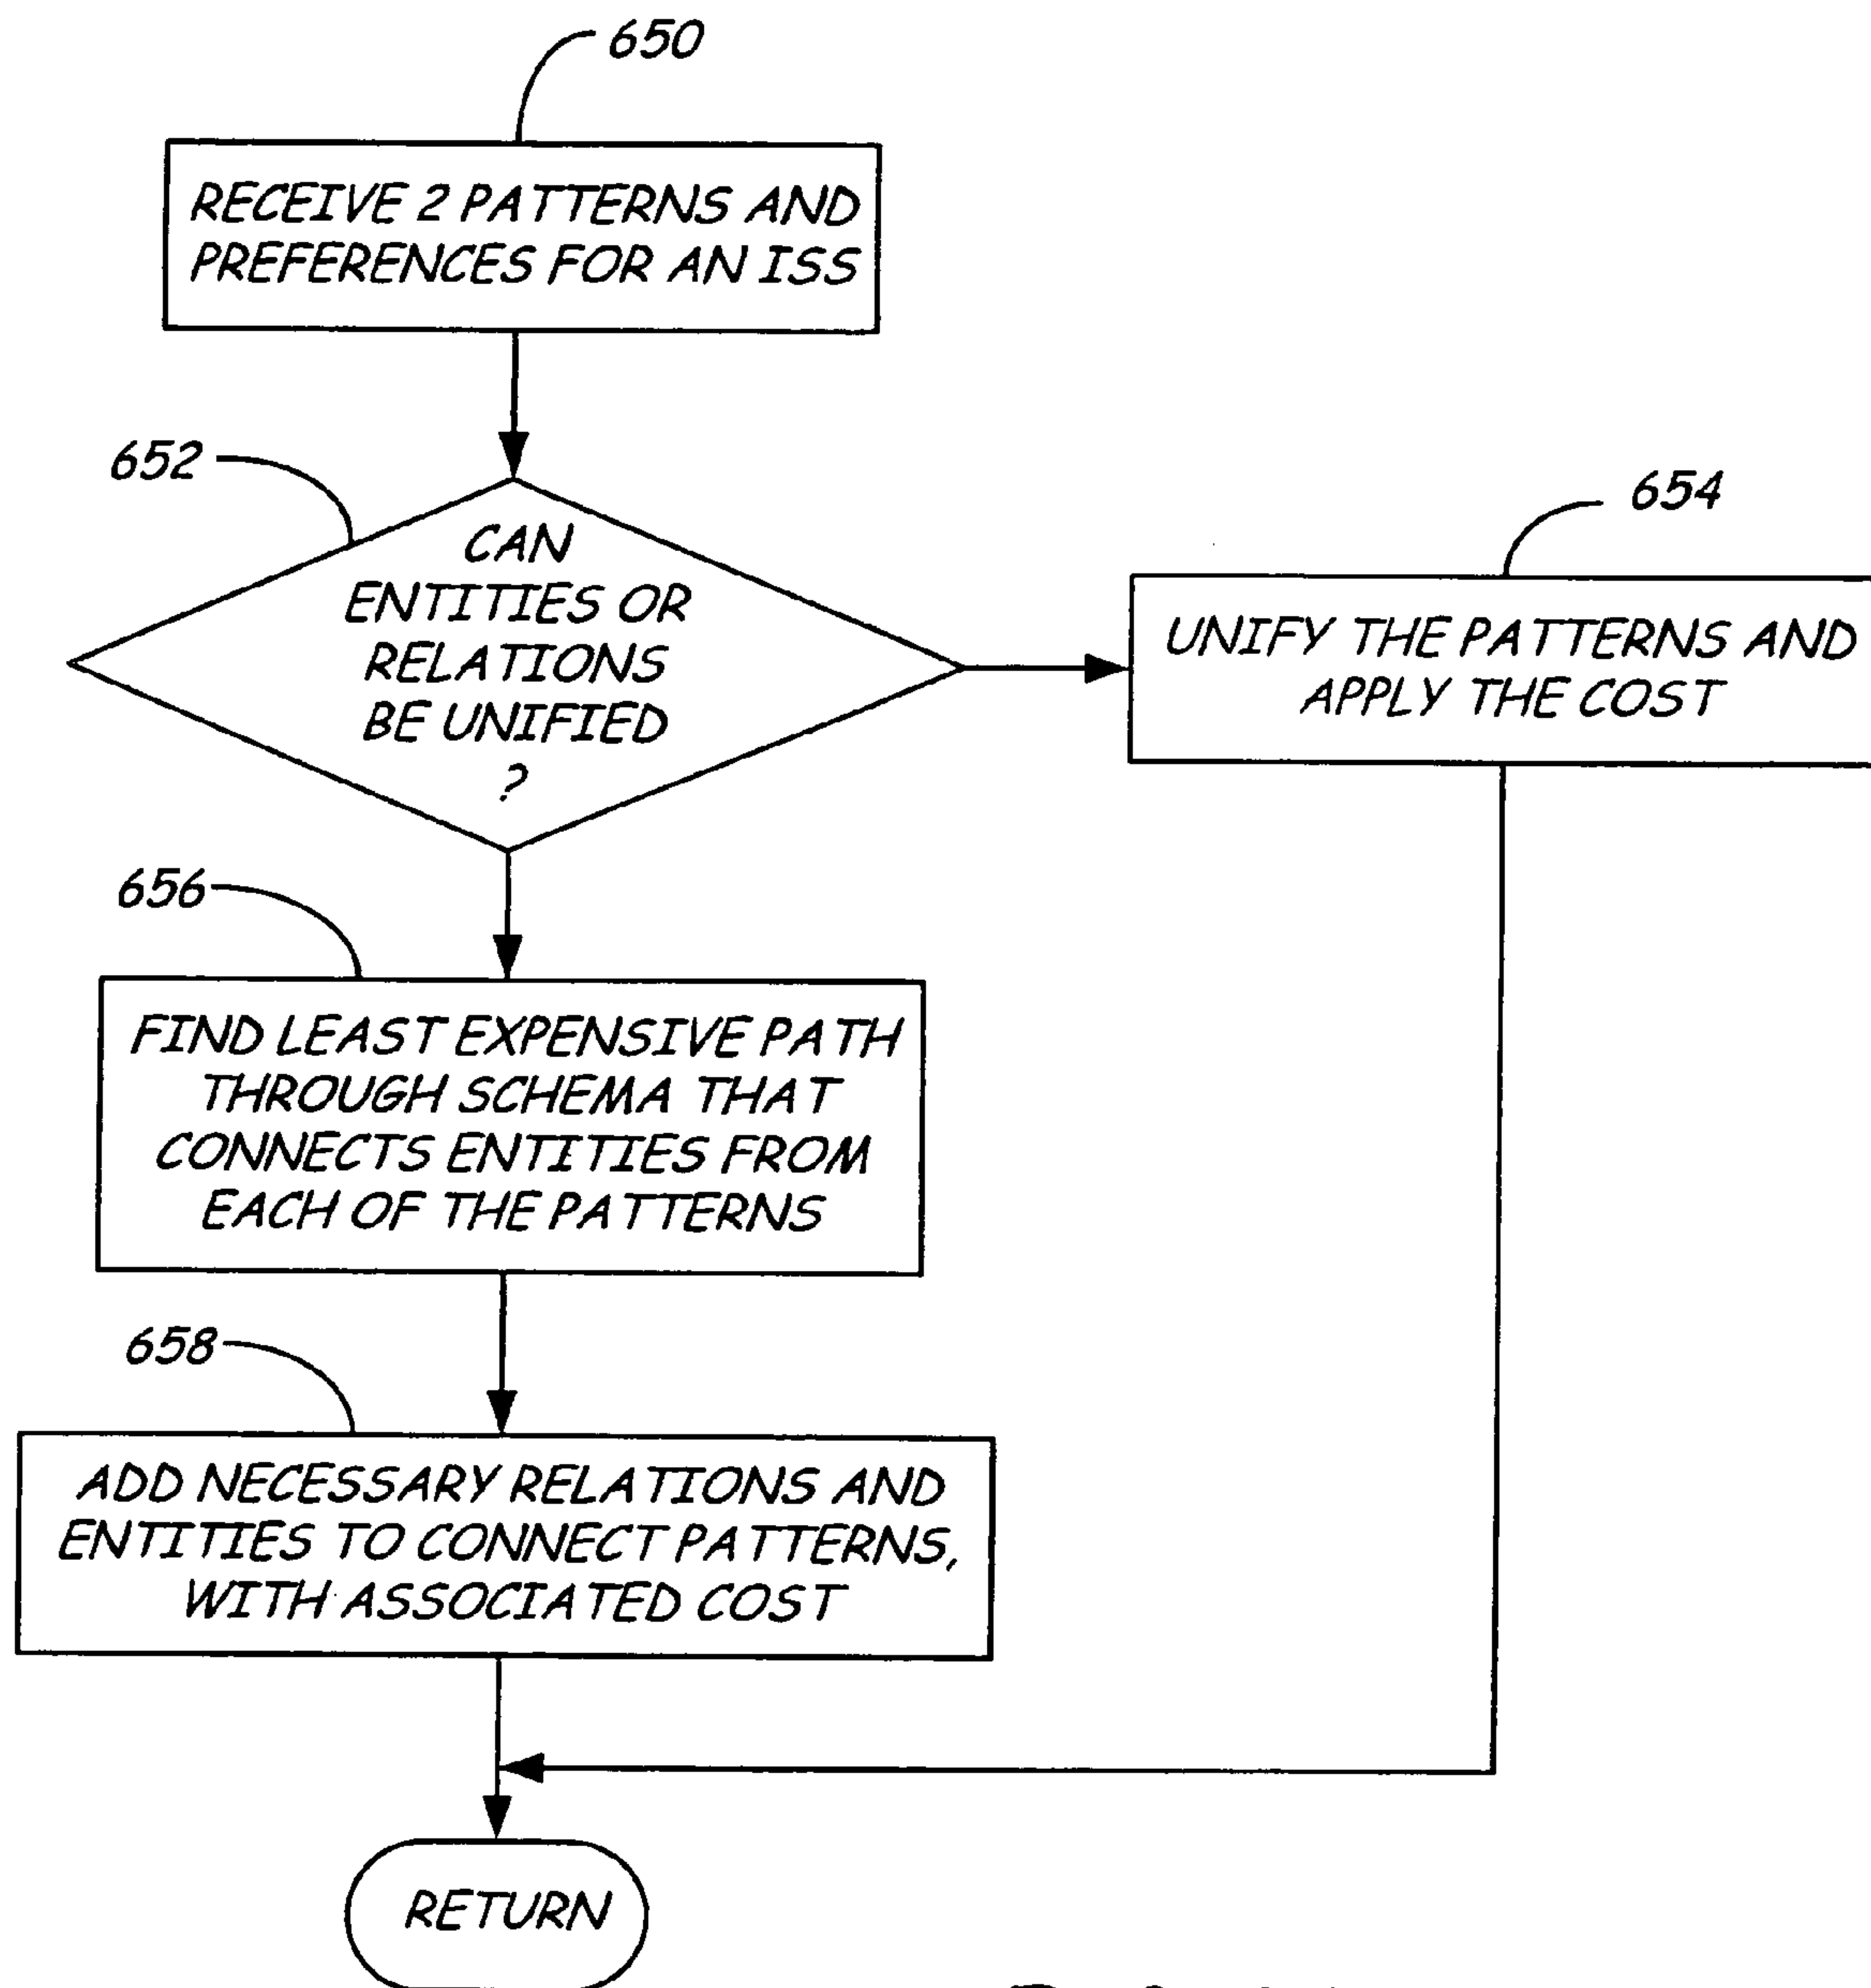 650
RECEIVE 2 PATTERNS AND
PREFERENCES FOR AN ISS
652
CAN
ENTITIES OR
RELATIONS
BE UNIFIED
?
654
UNIFY THE PATTERNS AND
APPLY THE COST
656
FIND LEAST EXPENSIVE PATH
THROUGH SCHEMA THAT
CONNECTS ENTITIES FROM
EACH OF THE PATTERNS
658
ADD NECESSARY RELATIONS AND
ENTITIES TO CONNECT PATTERNS,
WITH ASSOCIATED COST
RETURN